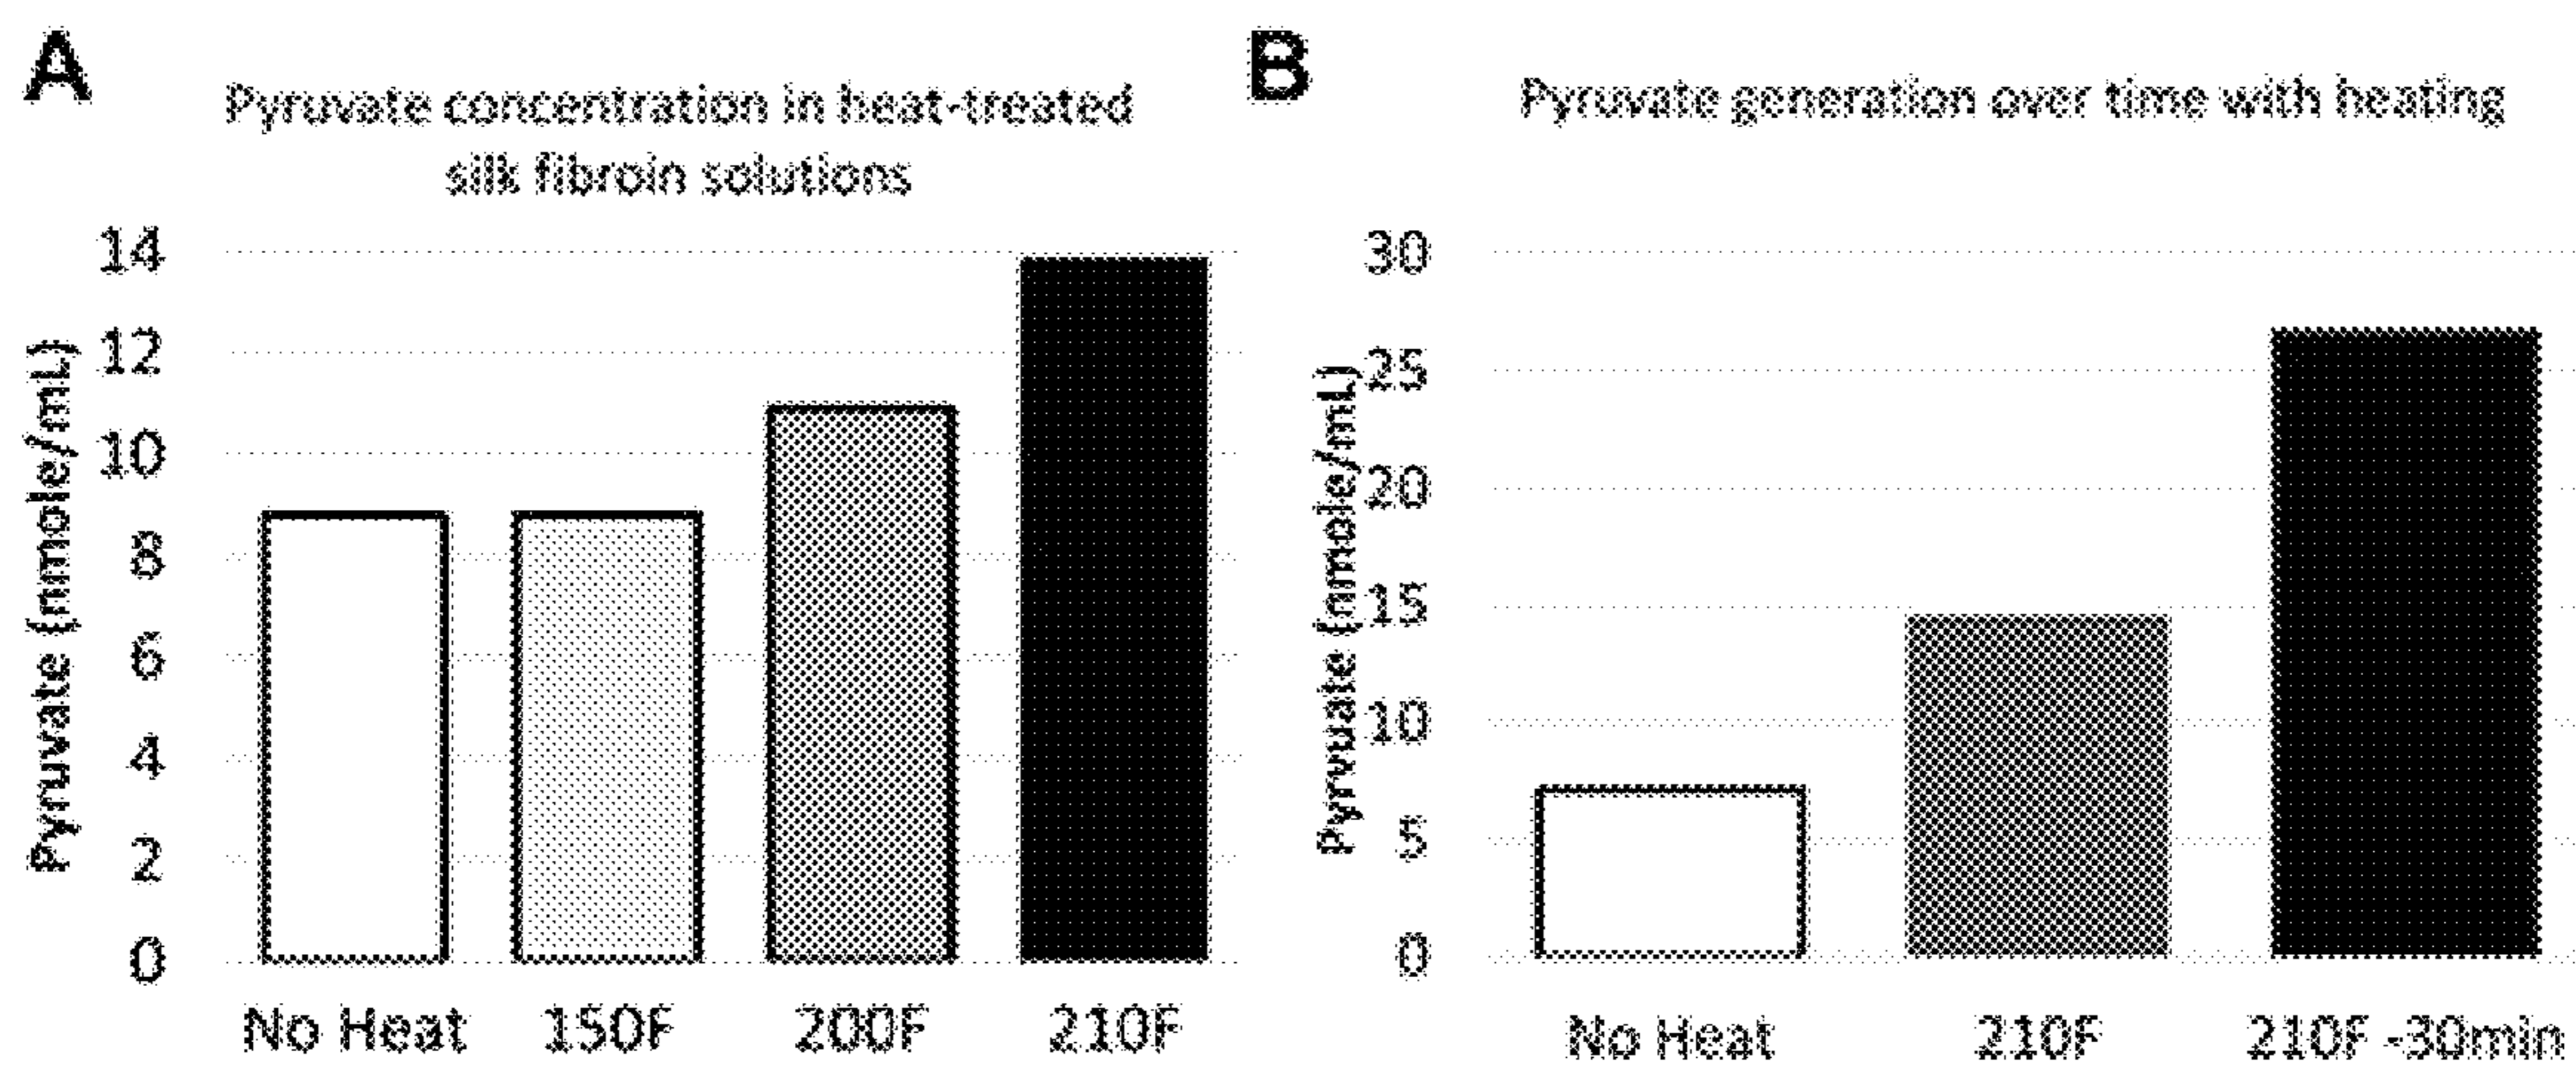 A
Pyruvate concentration in heat-treated
silk fibroin solutions
Pyruvate (nmole/mL)
14
12
10
8
6
4
2
0
No Heat 150F 200F 210F
B
Pyruvate generation over time with heating
Pyrvuate (nmole/mL)
30
25
20
15
10
5
0
No Heat 210F 210F -30min